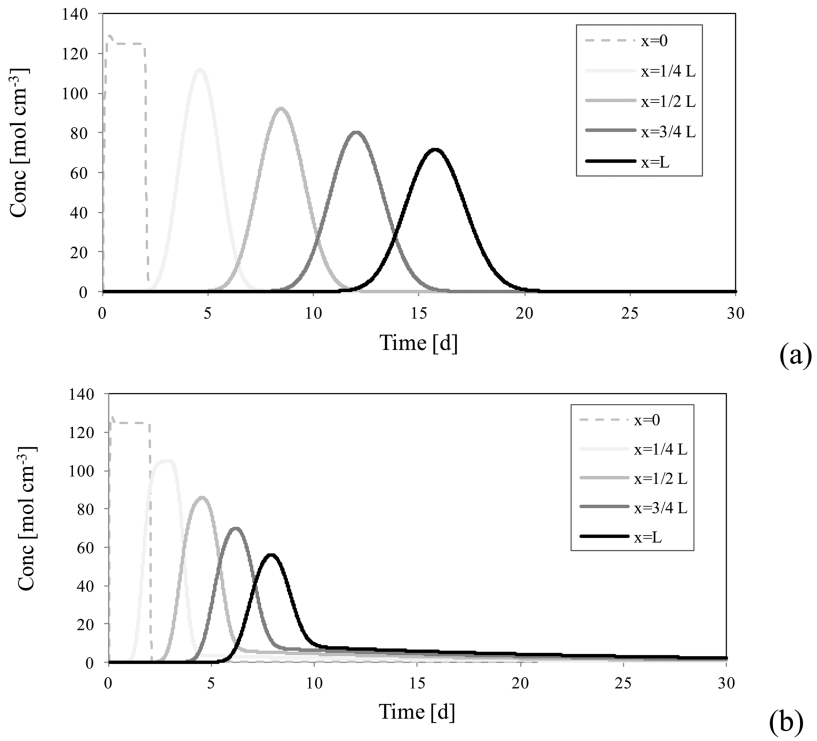 140
120
100
80
60
40
20
0
Conc [mol cm-3]
x=0
x=1/4 L
x=1/2 L
x=3/4 L
x=L
0 5 10 15 20 25 30
Time [d]
(a)
140
120
100
80
60
40
20
0
Conc [mol cm-3]
x=0
x=1/4 L
x=1/2 L
x=3/4 L
x=L
0 5 10 15 20 25 30
Time [d]
(b)